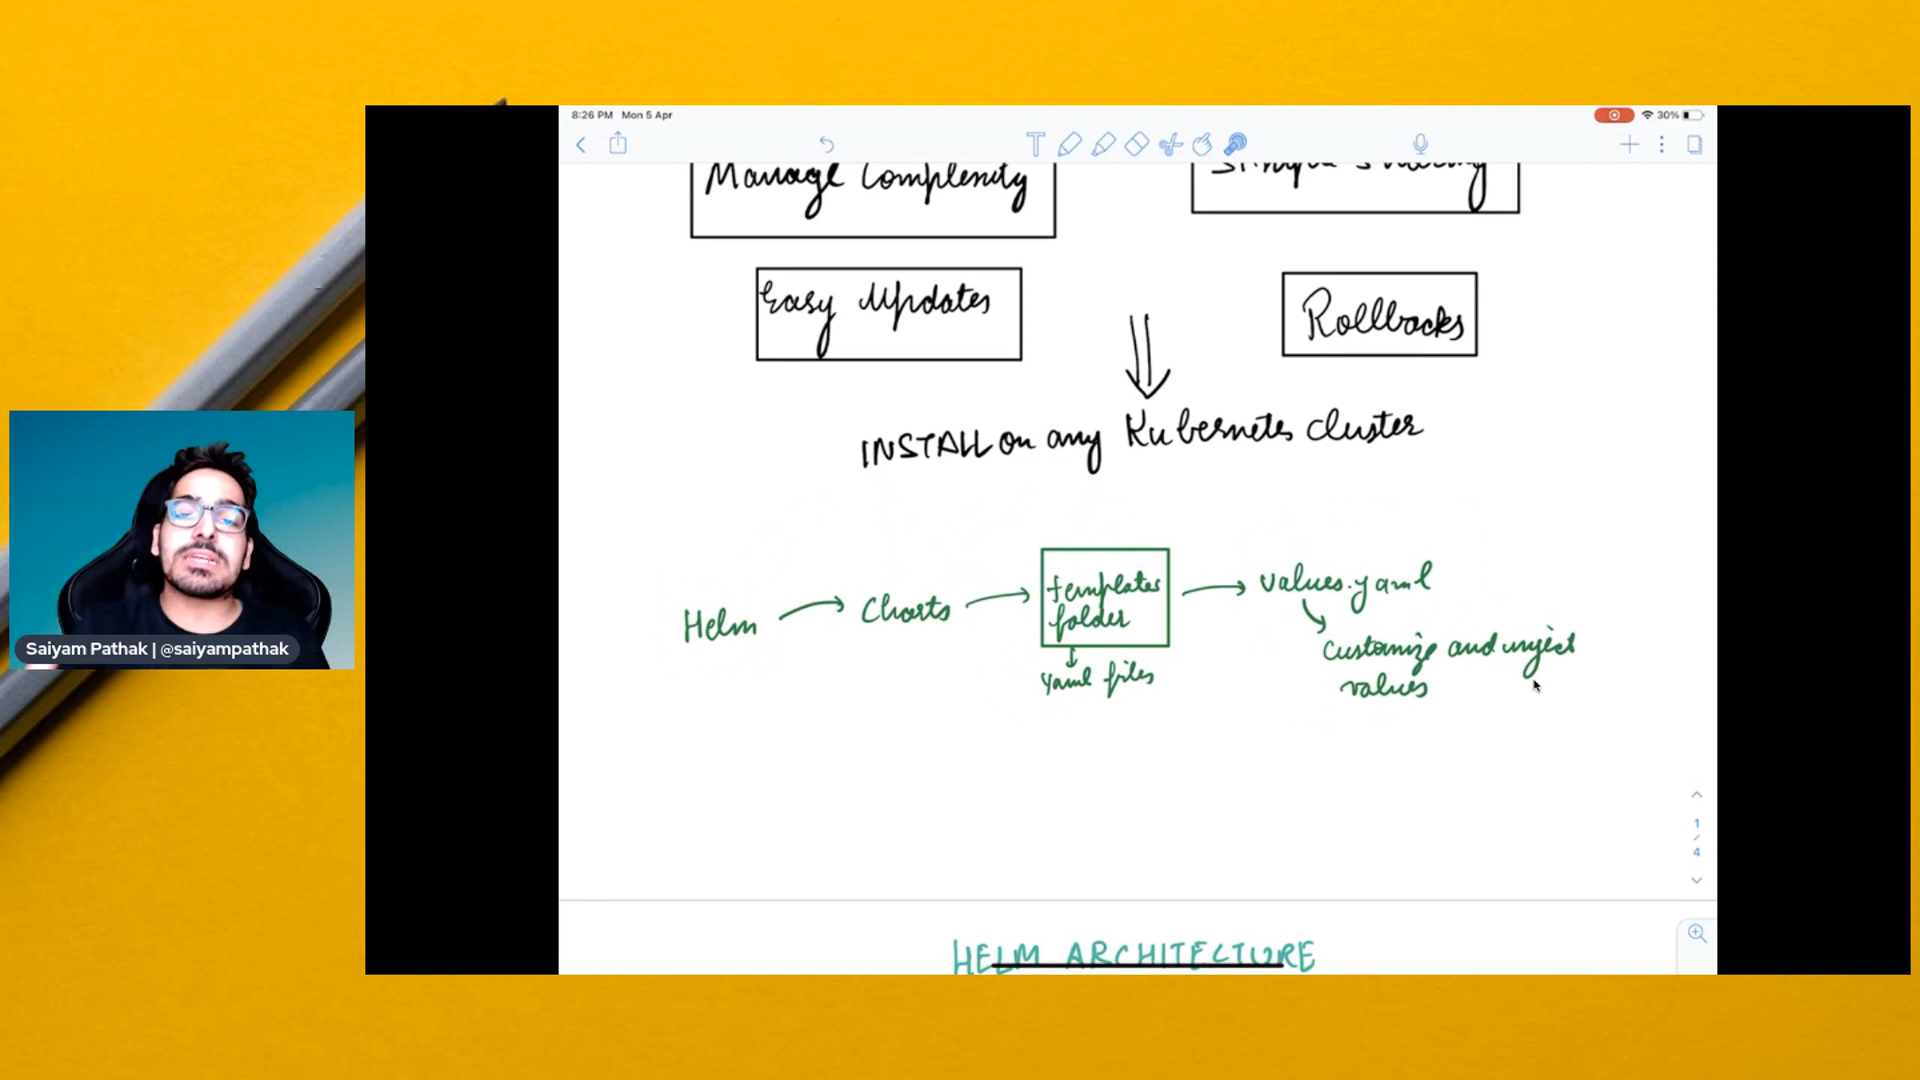 8:26 PM Mon 5 Apr
30%
Manage Complenity
Easy Updates
Rollbacks
INSTALL on any Kubernetes cluster
Helm
Charts
templates
folder
yaml files
values.yaml
Customize and inject
values
Saiyam Pathak | @saiyampathak
1
/
4
HELM ARCHITECTURE